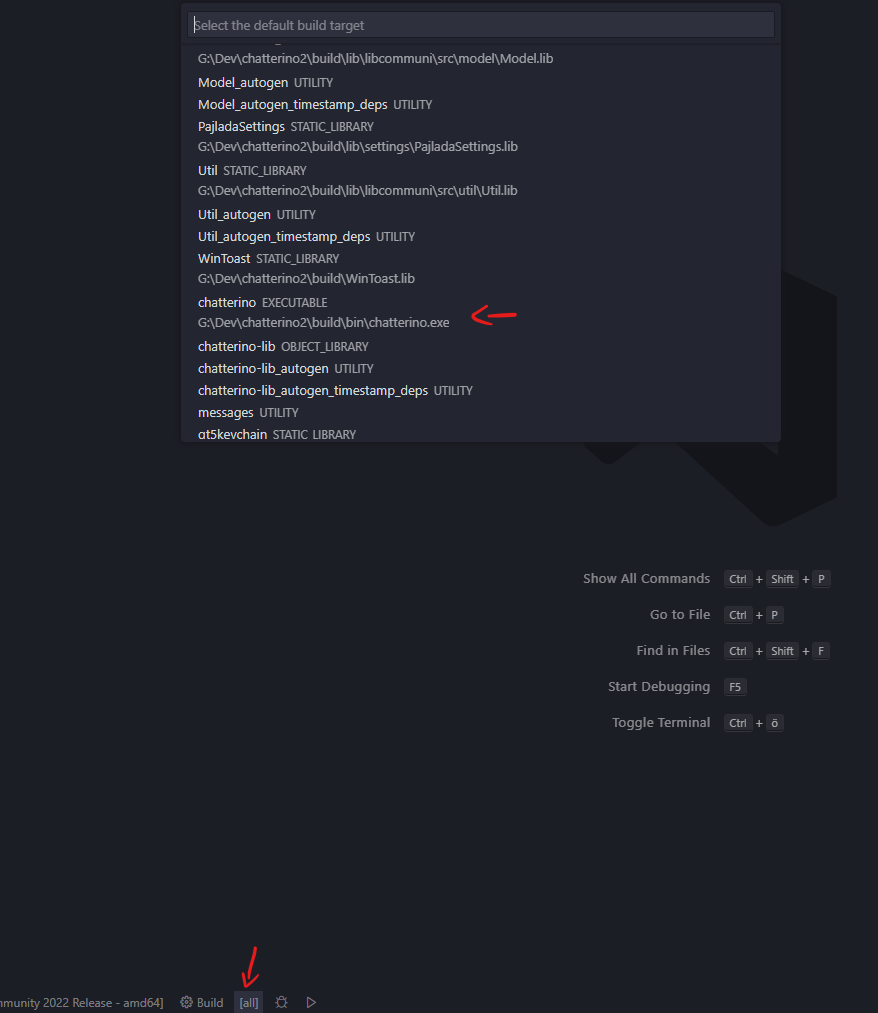 Select the default build target
G:\Dev\chatterino2\build\lib\libcommuni\src\model\Model.lib
Model_autogen UTILITY
Model_autogen_timestamp_deps UTILITY
PajladaSettings STATIC_LIBRARY
G:\Dev\chatterino2\build\lib\settings\PajladaSettings.lib
Util STATIC_LIBRARY
G:\Dev\chatterino2\build\lib\libcommuni\src\util\Util.lib
Util_autogen UTILITY
Util_autogen_timestamp_deps UTILITY
WinToast STATIC_LIBRARY
G:\Dev\chatterino2\build\WinToast.lib
chatterino EXECUTABLE
G:\Dev\chatterino2\build\bin\chatterino.exe
chatterino-lib OBJECT_LIBRARY
chatterino-lib_autogen UTILITY
chatterino-lib_autogen_timestamp_deps UTILITY
messages UTILITY
qt5keychain STATIC_LIBRARY
Show All Commands Ctrl + Shift + P
Go to File Ctrl + P
Find in Files Ctrl + Shift + F
Start Debugging F5
Toggle Terminal Ctrl + ö
mmunity 2022 Release - amd64] Build [all]